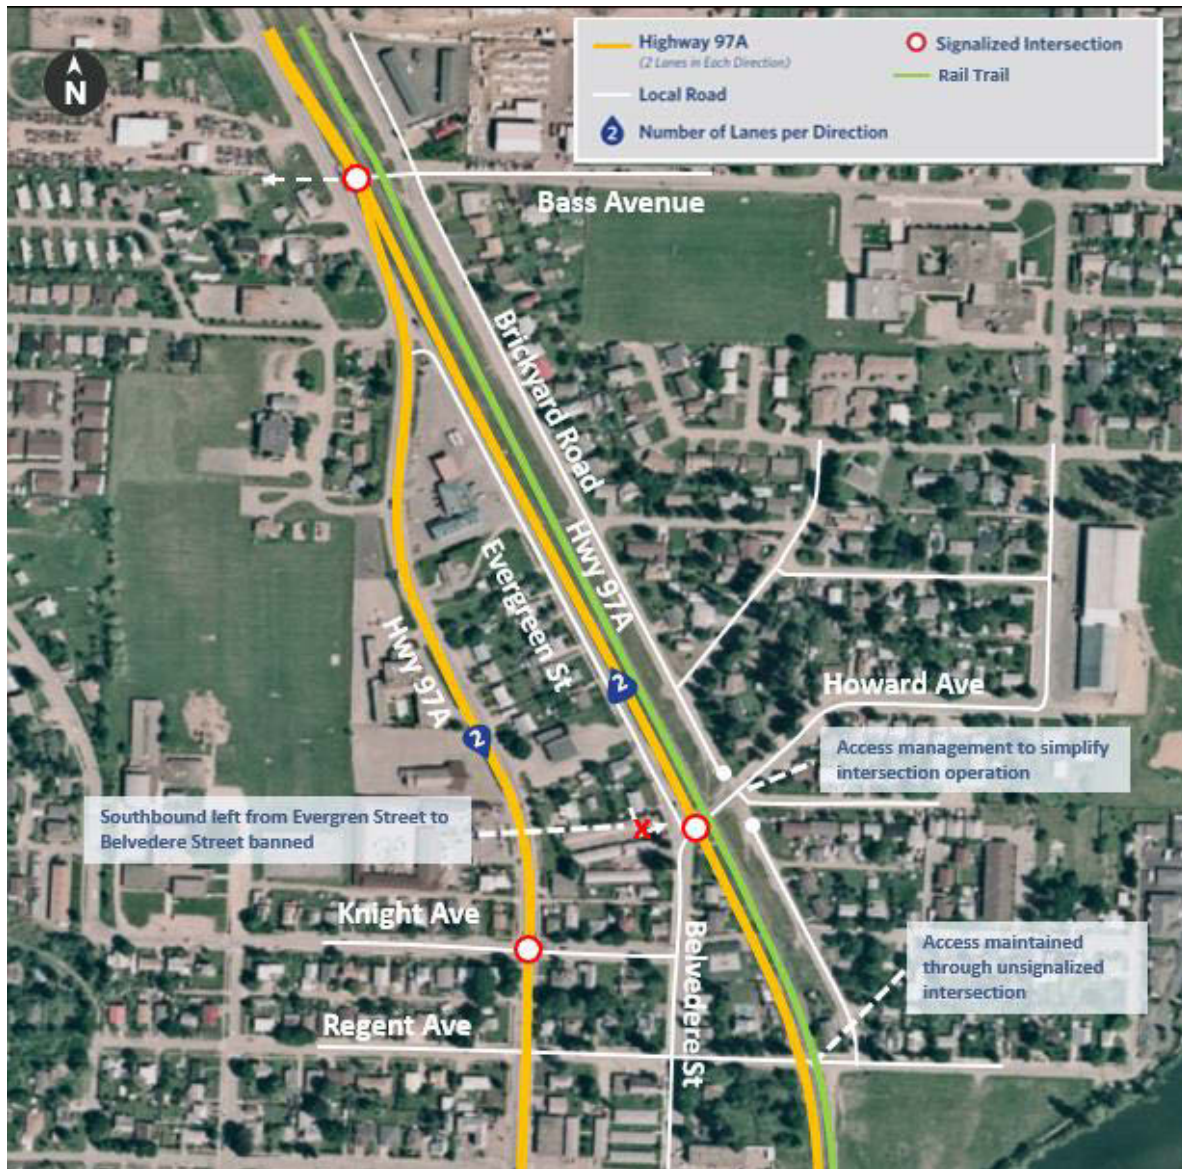 Highway 97A
(2 Lanes in Each Direction)
Signalized Intersection
Rail Trail
Local Road
2 Number of Lanes per Direction
N
Bass Avenue
Brickyard Road
Hwy 97A
Evergreen St
Hwy 97A
2
2
Howard Ave
Access management to simplify
intersection operation
Southbound left from Evergren Street to
Belvedere Street banned
X
Knight Ave
Belvedere St
Access maintained
through unsignalized
intersection
Regent Ave